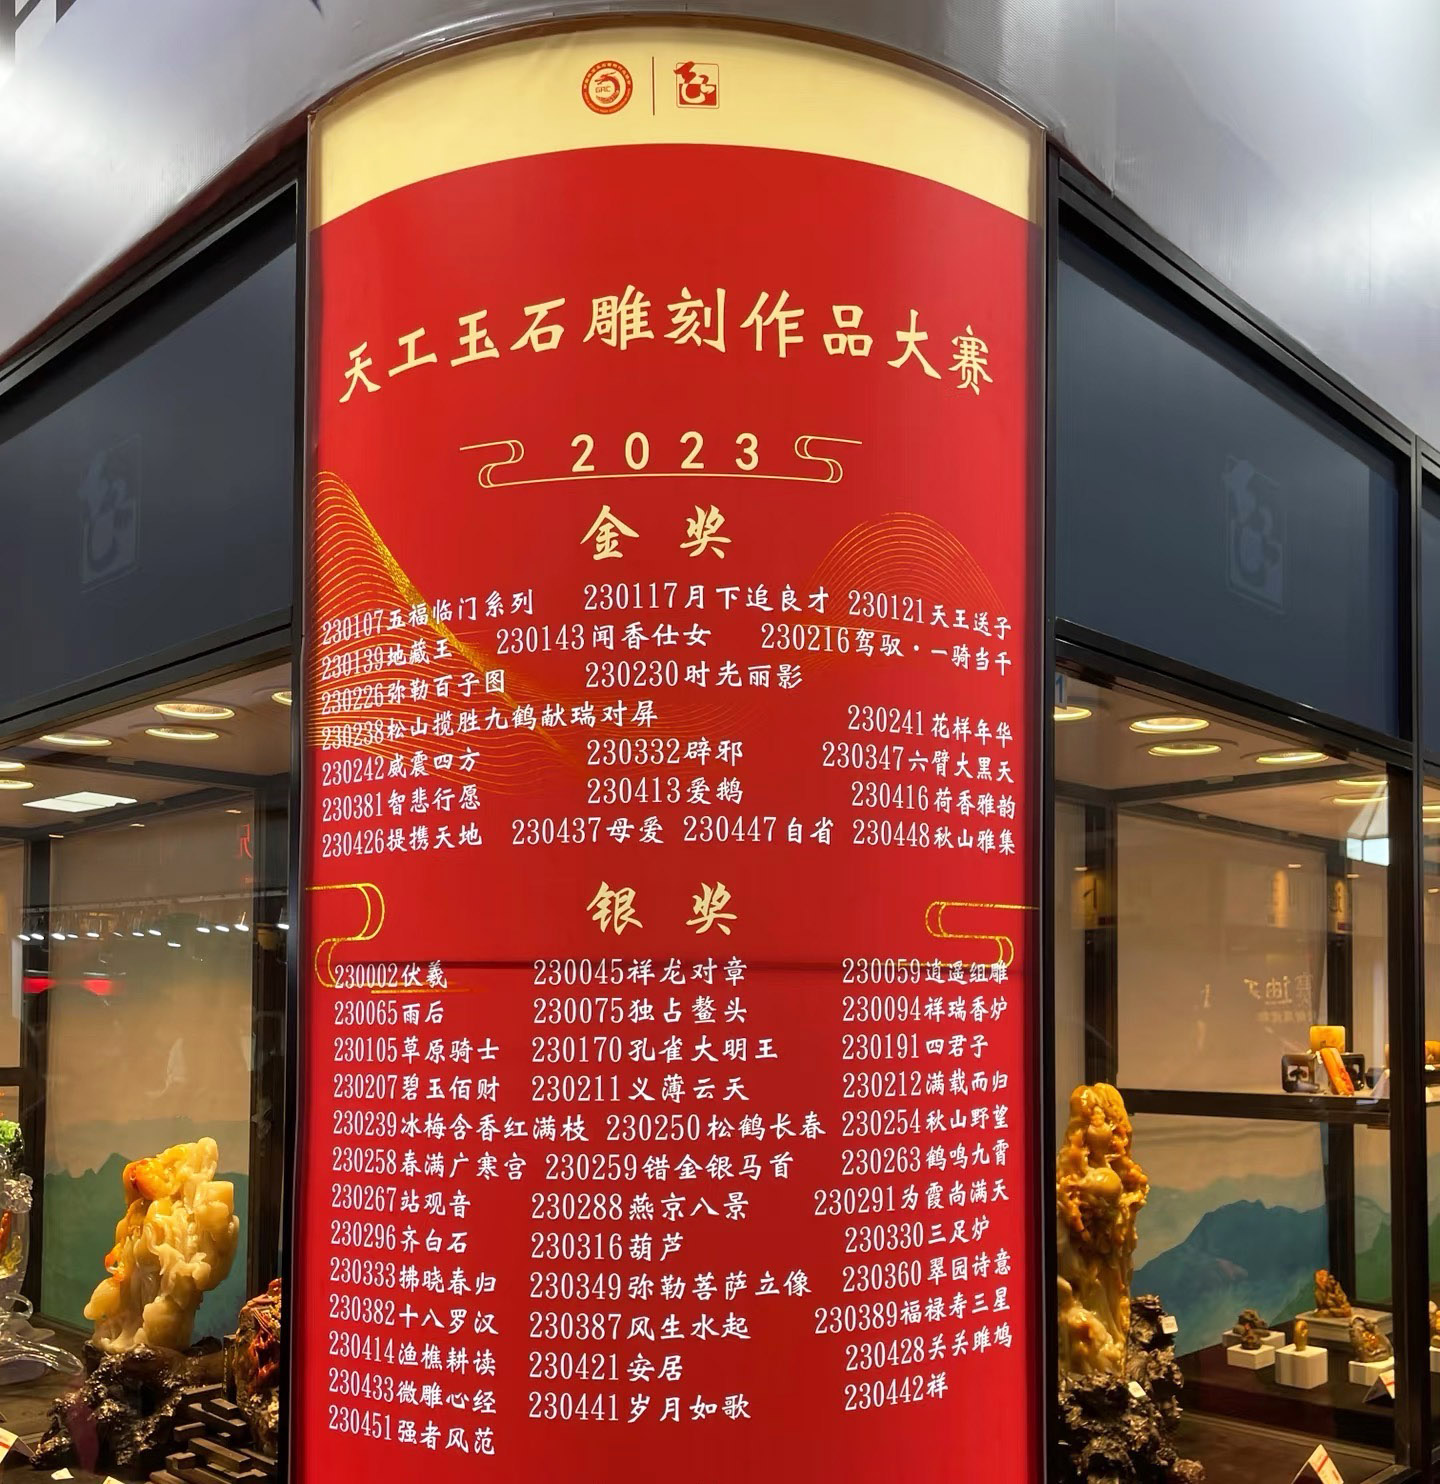 GAC
天工玉石雕刻作品大赛
2023
金奖
230107五福临门系列 230117月下追良才 230121天王送子
230139地藏王 230143闻香仕女 230216驾驭·一骑当千
230226弥勒百子图 230230时光丽影
230238松山揽胜九鹤献瑞对屏 230241花样年华
230242威震四方 230332辟邪 230347六臂大黑天
230381智悲行愿 230413爱鹅 230416荷香雅韵
230426提携天地 230437母爱 230447自省 230448秋山雅集
银奖
230002伏羲 230045祥龙对章 230059逍遥组雕
230065雨后 230075独占鳌头 230094祥瑞香炉
230105草原骑士 230170孔雀大明王 230191四君子
230207碧玉佰财 230211义薄云天 230212满载而归
230239冰梅含香红满枝 230250松鹤长春 230254秋山野望
230258春满广寒宫 230259错金银马首 230263鹤鸣九霄
230267站观音 230288燕京八景 230291为霞尚满天
230296齐白石 230316葫芦 230330三足炉
230333拂晓春归 230349弥勒菩萨立像 230360翠园诗意
230382十八罗汉 230387风生水起 230389福禄寿三星
230414渔樵耕读 230421安居 230428关关雎鸠
230433微雕心经 230441岁月如歌 230442祥
230451强者风范